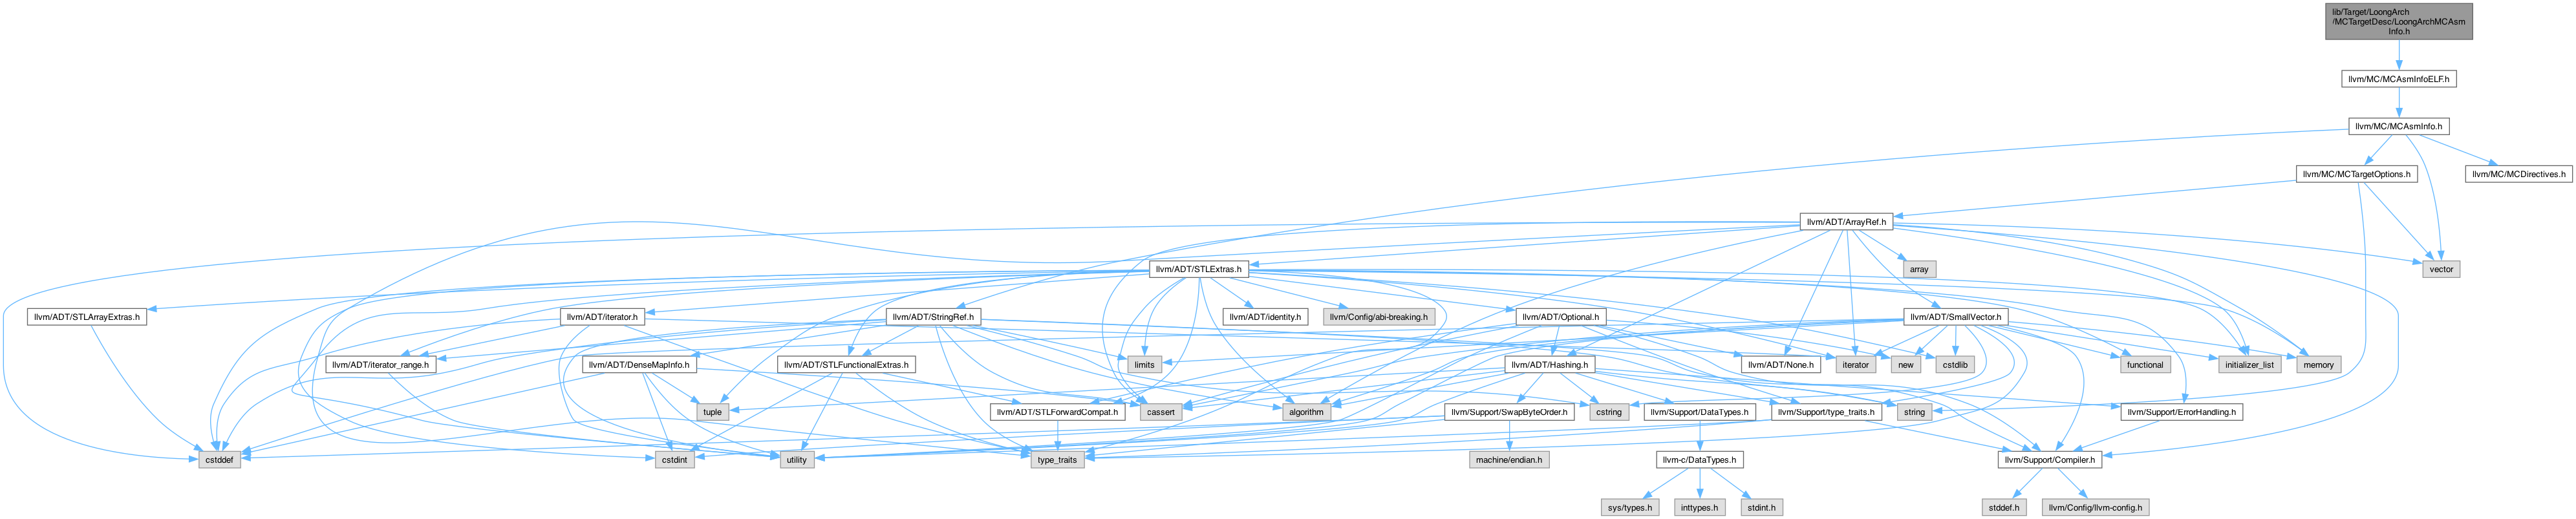 lib/Target/LoongArch
/MCTargetDesc/LoongArchMCAsm
Info.h
llvm/MC/MCAsmInfoELF.h
llvm/MC/MCAsmInfo.h
llvm/MC/MCTargetOptions.h
llvm/MC/MCDirectives.h
llvm/ADT/ArrayRef.h
llvm/ADT/STLExtras.h
array
vector
llvm/ADT/STLArrayExtras.h
llvm/ADT/iterator.h
llvm/ADT/StringRef.h
llvm/ADT/identity.h
llvm/Config/abi-breaking.h
llvm/ADT/Optional.h
llvm/ADT/SmallVector.h
llvm/ADT/iterator_range.h
llvm/ADT/DenseMapInfo.h
llvm/ADT/STLFunctionalExtras.h
limits
llvm/ADT/Hashing.h
llvm/ADT/None.h
iterator
new
cstdlib
functional
initializer_list
memory
tuple
llvm/ADT/STLForwardCompat.h
cassert
llvm/Support/SwapByteOrder.h
algorithm
cstring
llvm/Support/DataTypes.h
llvm/Support/type_traits.h
string
llvm/Support/ErrorHandling.h
cstddef
cstdint
utility
type_traits
machine/endian.h
llvm-c/DataTypes.h
llvm/Support/Compiler.h
sys/types.h
inttypes.h
stdint.h
stddef.h
llvm/Config/llvm-config.h